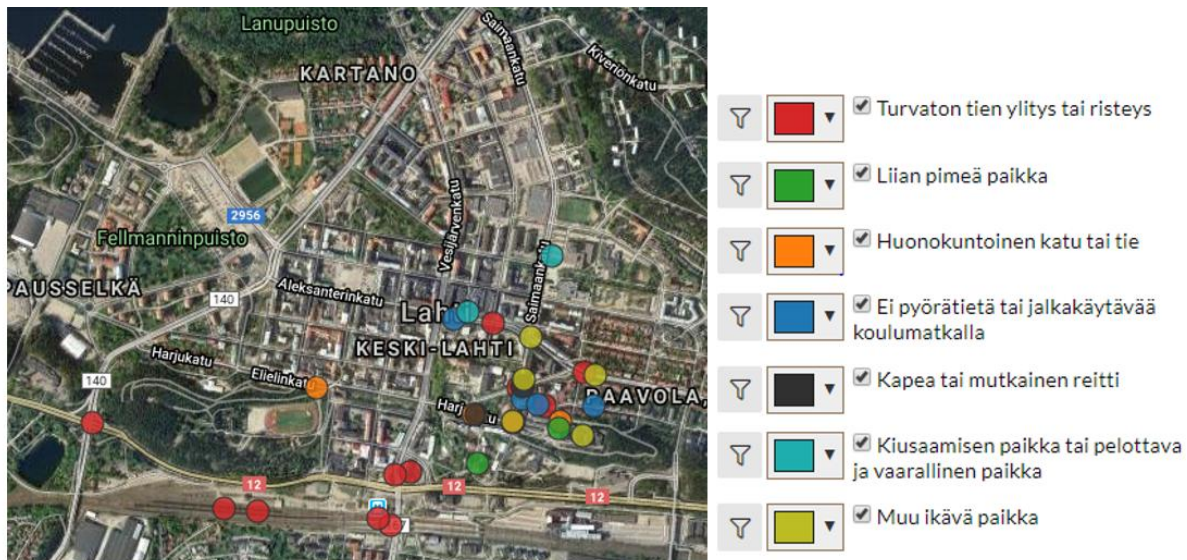 Lanupuisto
Saimaankatu
Kiveriönkatu
KARTANO
Vesijärvenkatu
2956
Fellmanninpuisto
Saimaankatu
PAUSSELKÄ
140
Aleksanterinkatu
Lahti
KESKI-LAHTI
Harjukatu
Elielinkatu
140
PAAVOLA,
12
12
12
Turvaton tien ylitys tai risteys
Liian pimeä paikka
Huonokuntoinen katu tai tie
Ei pyörätietä tai jalkakäytävää
koulumatkalla
Kapea tai mutkainen reitti
Kiusaamisen paikka tai pelottava
ja vaarallinen paikka
Muu ikävä paikka